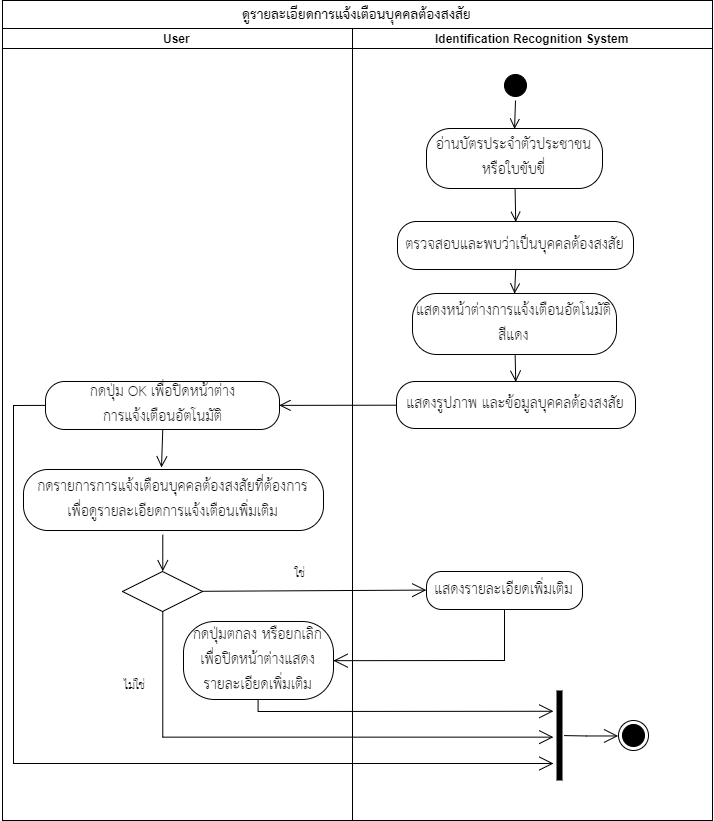 ดูรายละเอียดการแจ้งเตือนบุคคลต้องสงสัย
User
Identification Recognition System
อ่านบัตรประจำตัวประชาชน
หรือใบขับขี่
ตรวจสอบและพบว่าเป็นบุคคลต้องสงสัย
แสดงหน้าต่างการแจ้งเตือนอัตโนมัติ
สีแดง
กดปุ่ม OK เพื่อปิดหน้าต่าง
การแจ้งเตือนอัตโนมัติ
แสดงรูปภาพ และข้อมูลบุคคลต้องสงสัย
กดรายการการแจ้งเตือนบุคคลต้องสงสัยที่ต้องการ
เพื่อดูรายละเอียดการแจ้งเตือนเพิ่มเติม
ใช่
แสดงรายละเอียดเพิ่มเติม
กดปุ่มตกลง หรือยกเลิก
เพื่อปิดหน้าต่างแสดง
รายละเอียดเพิ่มเติม
ไม่ใช่